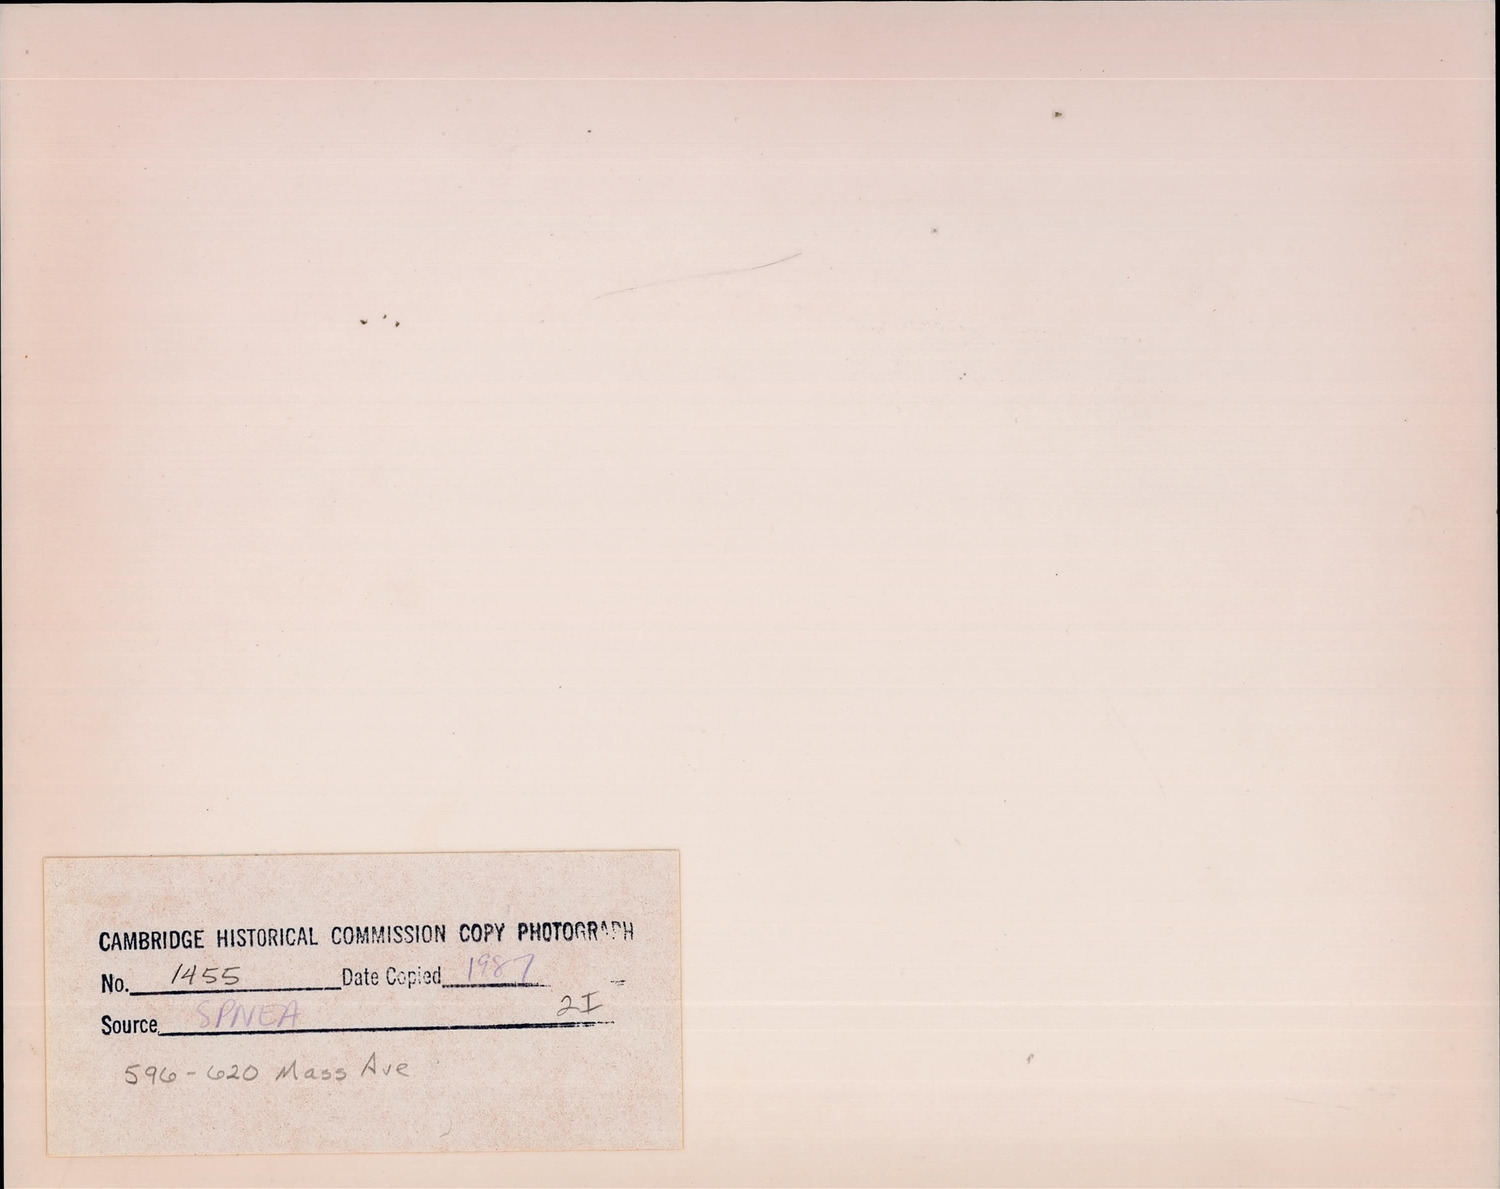 CAMBRIDGE HISTORICAL COMMISSION COPY PHOTOGRAPH
No. 1455 Date Copied 1987
Source SPNEA 2I
596-620 Mass Ave